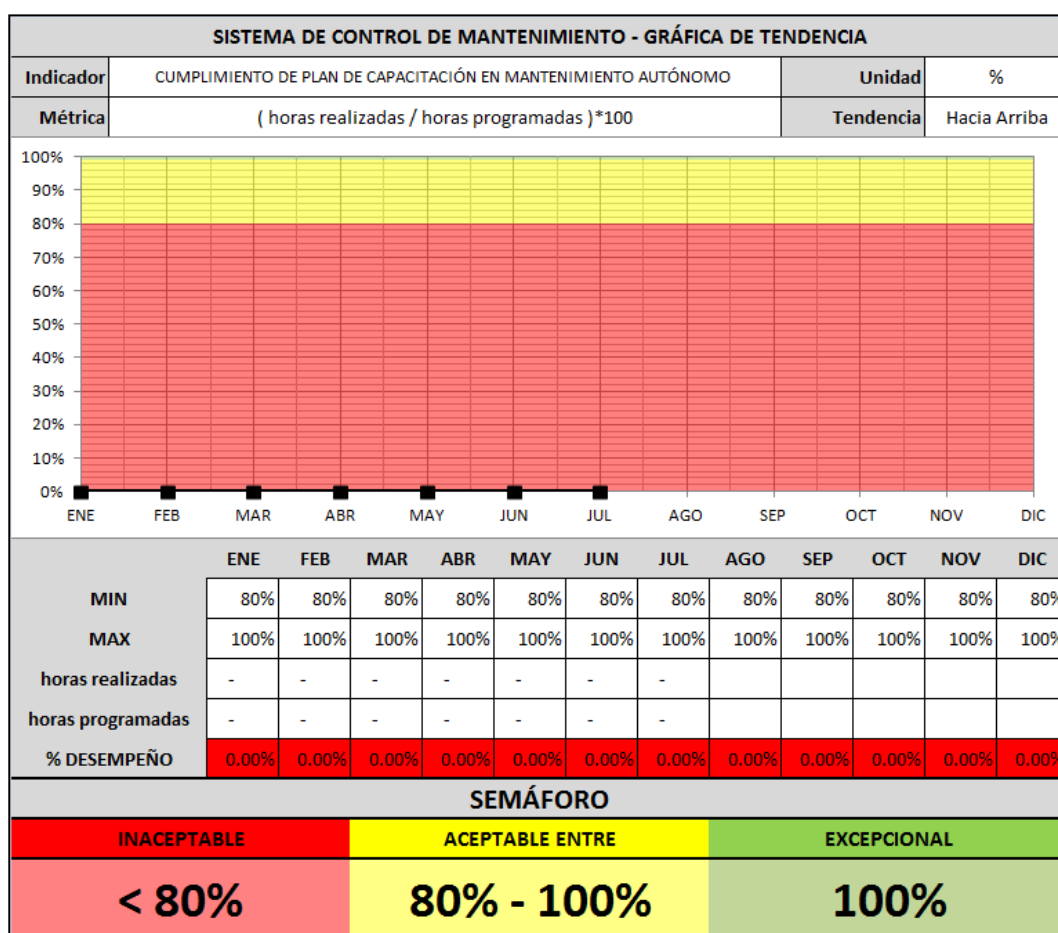 SISTEMA DE CONTROL DE MANTENIMIENTO - GRÁFICA DE TENDENCIA
Indicador CUMPLIMIENTO DE PLAN DE CAPACITACIÓN EN MANTENIMIENTO AUTÓNOMO Unidad %
Métrica ( horas realizadas / horas programadas )*100 Tendencia Hacia Arriba
100%
90%
80%
70%
60%
50%
40%
30%
20%
10%
0%
ENE FEB MAR ABR MAY JUN JUL AGO SEP OCT NOV DIC
ENE FEB MAR ABR MAY JUN JUL AGO SEP OCT NOV DIC
MIN 80% 80% 80% 80% 80% 80% 80% 80% 80% 80% 80% 80%
MAX 100% 100% 100% 100% 100% 100% 100% 100% 100% 100% 100% 100%
horas realizadas - - - - - - -
horas programadas - - - - - - -
% DESEMPEÑO 0.00% 0.00% 0.00% 0.00% 0.00% 0.00% 0.00% 0.00% 0.00% 0.00% 0.00% 0.00%
SEMÁFORO
INACEPTABLE ACEPTABLE ENTRE EXCEPCIONAL
< 80% 80% - 100% 100%